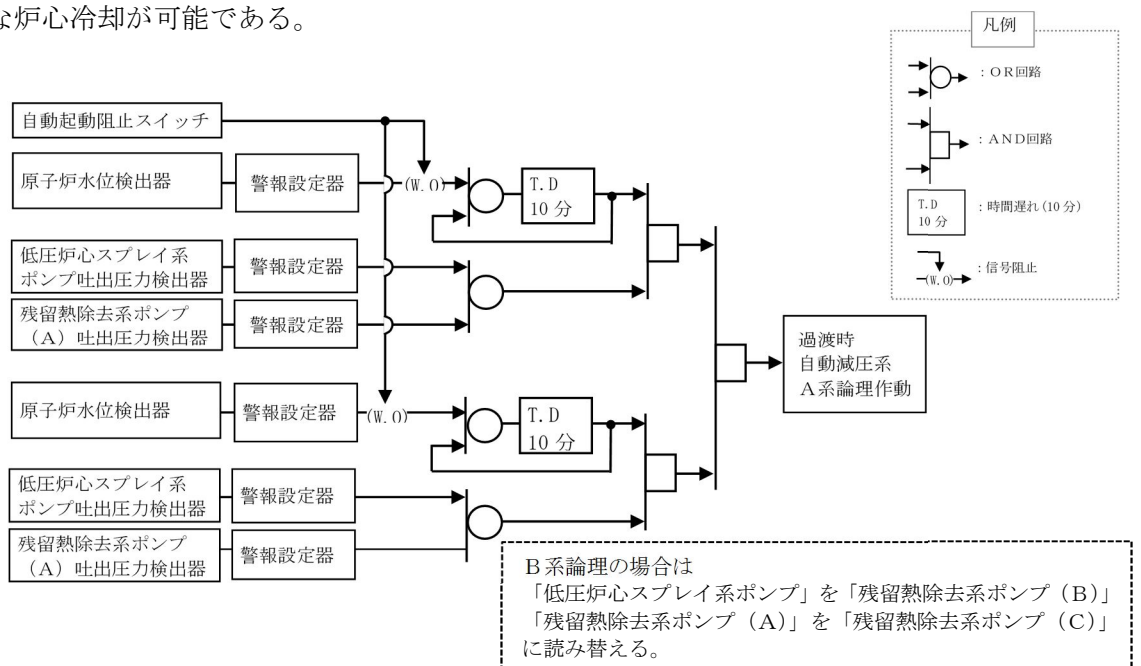 な炉心冷却が可能である。
凡例
：ＯＲ回路
：ＡＮＤ回路
T.D
10 分
：時間遅れ(10 分)
(W.O)
：信号阻止
自動起動阻止スイッチ
原子炉水位検出器
警報設定器
(W.O)
T.D
10 分
低圧炉心スプレイ系
ポンプ吐出圧力検出器
警報設定器
残留熱除去系ポンプ
（Ａ）吐出圧力検出器
警報設定器
原子炉水位検出器
警報設定器
(W.O)
T.D
10 分
低圧炉心スプレイ系
ポンプ吐出圧力検出器
警報設定器
残留熱除去系ポンプ
（Ａ）吐出圧力検出器
警報設定器
過渡時
自動減圧系
Ａ系論理作動
Ｂ系論理の場合は
「低圧炉心スプレイ系ポンプ」を「残留熱除去系ポンプ（Ｂ）」
「残留熱除去系ポンプ（Ａ）」を「残留熱除去系ポンプ（Ｃ）」
に読み替える。